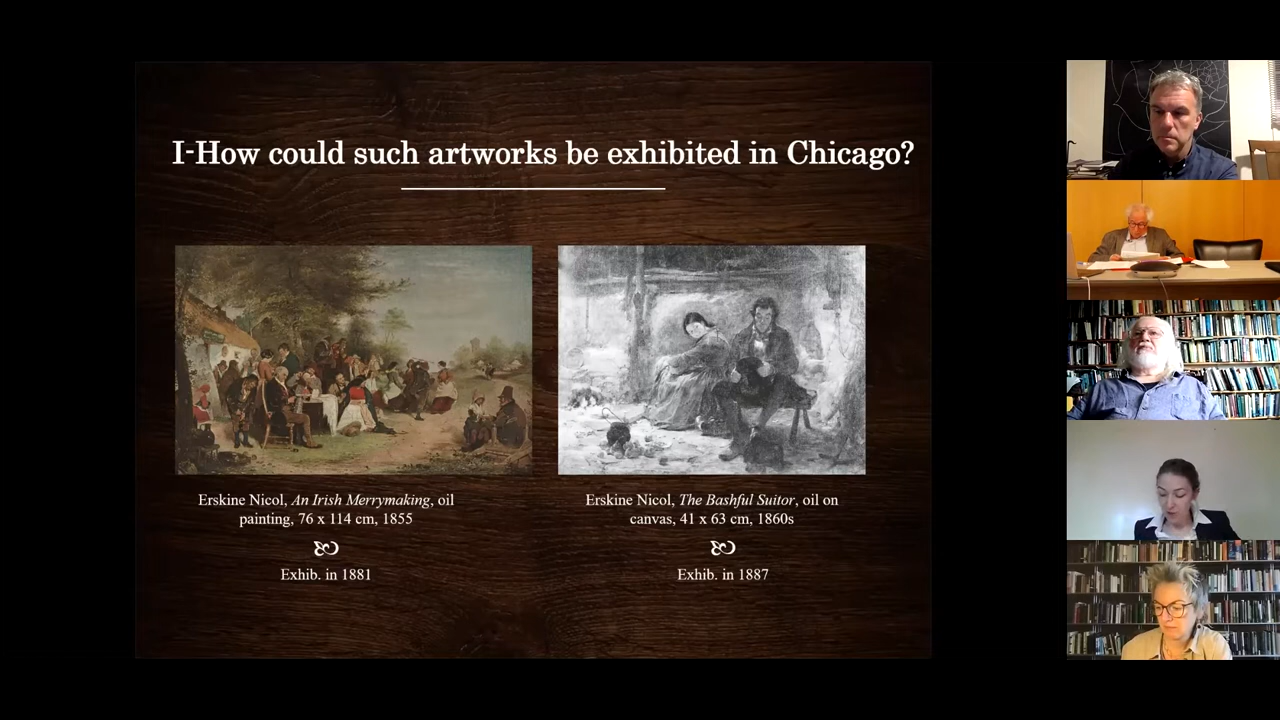 I-How could such artworks be exhibited in Chicago?
Erskine Nicol, An Irish Merrymaking, oil
painting, 76 x 114 cm, 1855
Exhib. in 1881
Erskine Nicol, The Bashful Suitor, oil on
canvas, 41 x 63 cm, 1860s
Exhib. in 1887